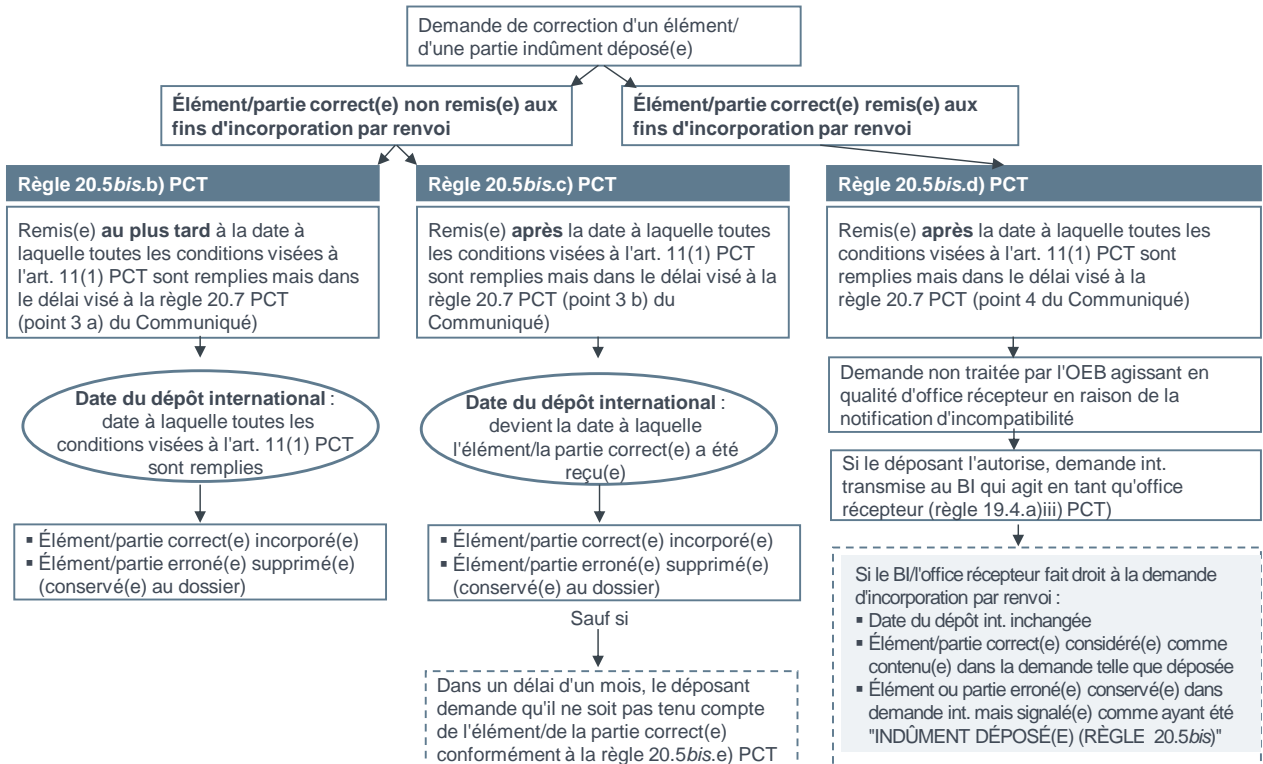 Demande de correction d'un élément/
d'une partie indûment déposé(e)
Élément/partie correct(e) non remis(e) aux
fins d'incorporation par renvoi
Élément/partie correct(e) remis(e) aux
fins d'incorporation par renvoi
Règle 20.5bis.b) PCT
Remis(e) au plus tard à la date à
laquelle toutes les conditions visées à
l'art. 11(1) PCT sont remplies mais dans
le délai visé à la règle 20.7 PCT
(point 3 a) du Communiqué)
Date du dépôt international :
date à laquelle toutes les
conditions visées à l'art. 11(1) PCT
sont remplies
▪ Élément/partie correct(e) incorporé(e)
▪ Élément/partie erroné(e) supprimé(e)
(conservé(e) au dossier)
Règle 20.5bis.c) PCT
Remis(e) après la date à laquelle toutes
les conditions visées à l'art. 11(1) PCT
sont remplies mais dans le délai visé à la
règle 20.7 PCT (point 3 b) du
Communiqué)
Date du dépôt international :
devient la date à laquelle
l'élément/la partie correct(e) a été
reçu(e)
▪ Élément/partie correct(e) incorporé(e)
▪ Élément/partie erroné(e) supprimé(e)
(conservé(e) au dossier)
Sauf si
Dans un délai d'un mois, le déposant
demande qu'il ne soit pas tenu compte
de l'élément/de la partie correct(e)
conformément à la règle 20.5bis.e) PCT
Règle 20.5bis.d) PCT
Remis(e) après la date à laquelle toutes les
conditions visées à l'art. 11(1) PCT sont
remplies mais dans le délai visé à la
règle 20.7 PCT (point 4 du Communiqué)
Demande non traitée par l'OEB agissant en
qualité d'office récepteur en raison de la
notification d'incompatibilité
Si le déposant l'autorise, demande int.
transmise au BI qui agit en tant qu'office
récepteur (règle 19.4.a)iii) PCT)
Si le BI/l'office récepteur fait droit à la demande
d'incorporation par renvoi :
▪ Date du dépôt int. inchangée
▪ Élément/partie correct(e) considéré(e) comme
contenu(e) dans la demande telle que déposée
▪ Élément ou partie erroné(e) conservé(e) dans
demande int. mais signalé(e) comme ayant été
"INDÛMENT DÉPOSÉ(E) (RÈGLE 20.5bis)"